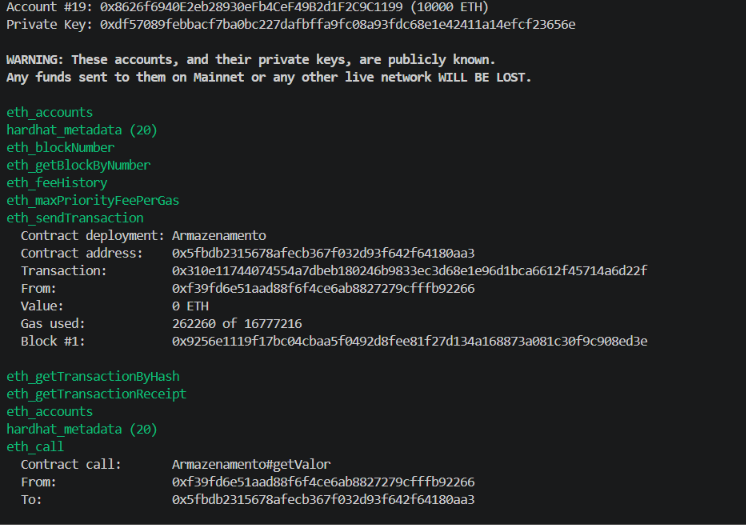 Account #19: 0x8626f6940E2eb28930eFb4CeF49B2d1F2C9C1199 (10000 ETH)
Private Key: 0xdf57089febbacf7ba0bc227dafbffa9fc08a93fdc68e1e42411a14efcf23656e
WARNING: These accounts, and their private keys, are publicly known.
Any funds sent to them on Mainnet or any other live network WILL BE LOST.
eth_accounts
hardhat_metadata (20)
eth_blockNumber
eth_getBlockByNumber
eth_feeHistory
eth_maxPriorityFeePerGas
eth_sendTransaction
Contract deployment: Armazenamento
Contract address: 0x5fbdb2315678afecb367f032d93f642f64180aa3
Transaction: 0x310e11744074554a7dbeb180246b9833ec3d68e1e96d1bca6612f45714a6d22f
From: 0xf39fd6e51aad88f6f4ce6ab8827279cfffb92266
Value: 0 ETH
Gas used: 262260 of 16777216
Block #1: 0x9256e1119f17bc04cbaa5f0492d8fee81f27d134a168873a081c30f9c908ed3e
eth_getTransactionByHash
eth_getTransactionReceipt
eth_accounts
hardhat_metadata (20)
eth_call
Contract call: Armazenamento#getValor
From: 0xf39fd6e51aad88f6f4ce6ab8827279cfffb92266
To: 0x5fbdb2315678afecb367f032d93f642f64180aa3